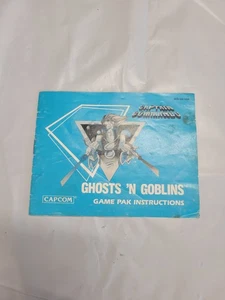 CAPTAIN
COMMANDO
GHOSTS 'N GOBLINS
CAPCOM
GAME PAK INSTRUCTIONS